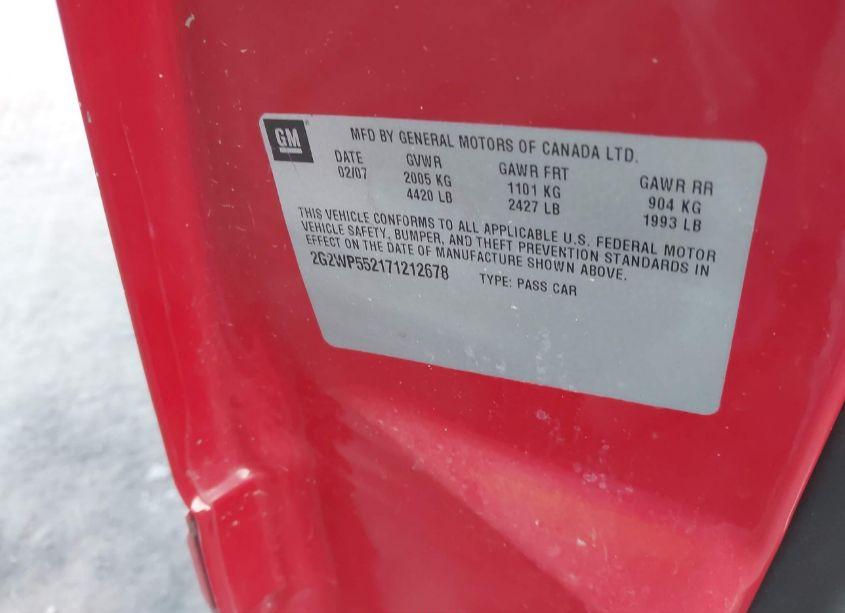 GM
MFD BY GENERAL MOTORS OF CANADA LTD.
DATE GVWR GAWR FRT GAWR RR
02/07 2005 KG 1101 KG 904 KG
4420 LB 2427 LB 1993 LB
THIS VEHICLE CONFORMS TO ALL APPLICABLE U.S. FEDERAL MOTOR
VEHICLE SAFETY, BUMPER, AND THEFT PREVENTION STANDARDS IN
EFFECT ON THE DATE OF MANUFACTURE SHOWN ABOVE.
2G2WP552171212678 TYPE: PASS CAR